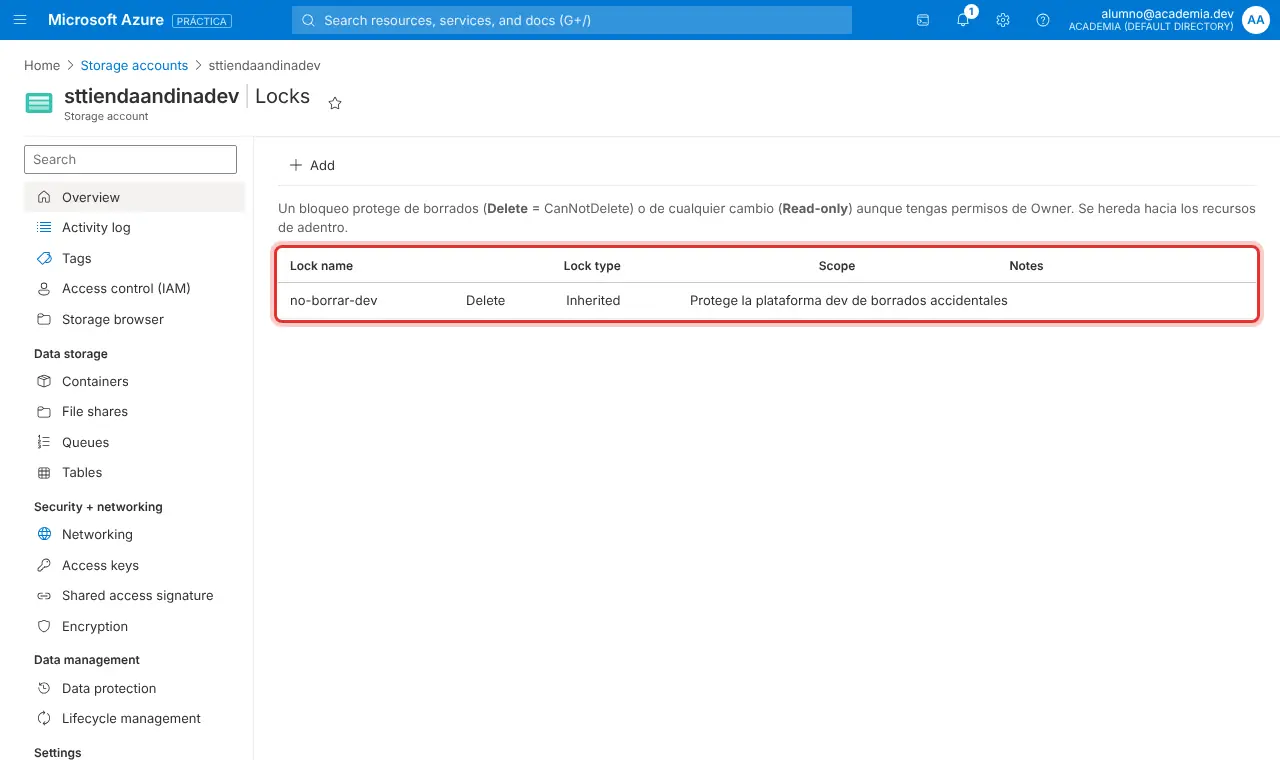 Microsoft Azure PRÁCTICA
Search resources, services, and docs (G+/)
1
alumno@academia.dev
ACADEMIA (DEFAULT DIRECTORY)
AA
Home > Storage accounts > sttiendaandinadev
sttiendaandinadev | Locks
Storage account
Search
Overview
Activity log
Tags
Access control (IAM)
Storage browser
Data storage
Containers
File shares
Queues
Tables
Security + networking
Networking
Access keys
Shared access signature
Encryption
Data management
Data protection
Lifecycle management
Settings
Add
Un bloqueo protege de borrados (Delete = CanNotDelete) o de cualquier cambio (Read-only) aunque tengas permisos de Owner. Se hereda hacia los recursos
de adentro.
Lock name Lock type Scope Notes
no-borrar-dev Delete Inherited Protege la plataforma dev de borrados accidentales